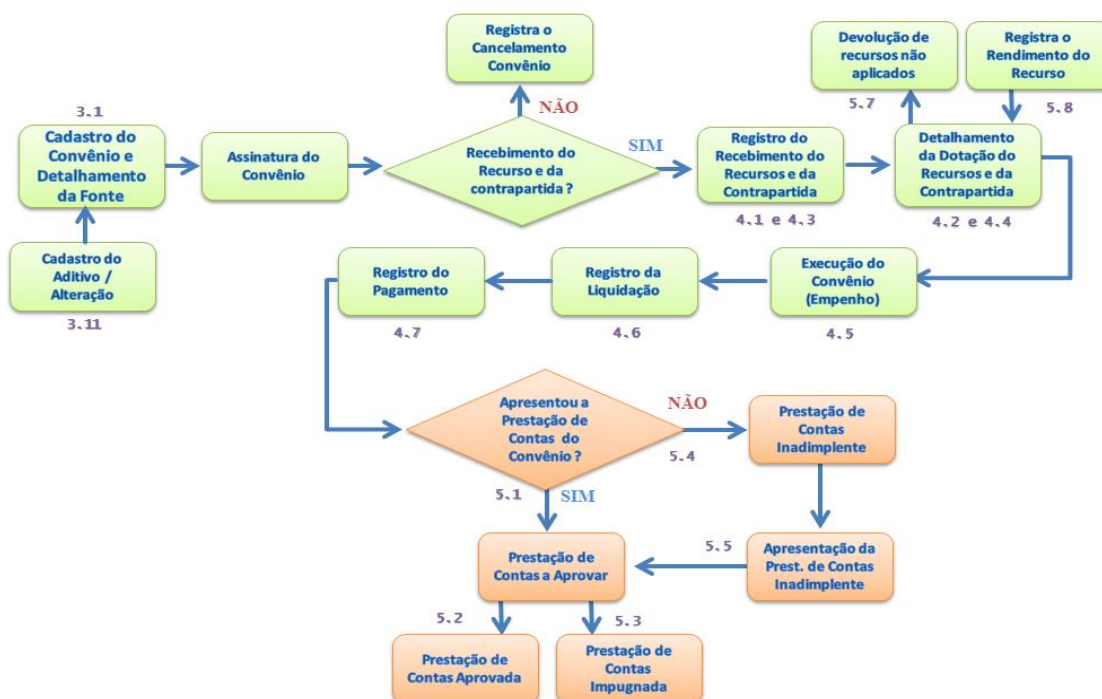 Registra o
Cancelamento
Convênio
Devolução de
recursos não
aplicados
5.7
Registra o
Rendimento do
Recurso
5.8
3.1
Cadastro do
Convênio e
Detalhamento
da Fonte
Assinatura do
Convênio
NÃO
Recebimento do
Recurso e da
contrapartida ?
SIM
Registro do
Recebimento do
Recursos e da
Contrapartida
4.1 e 4.3
Detalhamento
da Dotação do
Recursos e da
Contrapartida
4.2 e 4.4
Cadastro do
Aditivo /
Alteração
3.11
Registro do
Pagamento
4.7
Registro da
Liquidação
4.6
Execução do
Convênio
(Empenho)
4.5
Apresentou a
Prestação de
Contas do
Convênio ?
NÃO
5.4
Prestação de
Contas
Inadimplente
5.1
SIM
Prestação de
Contas a Aprovar
5.5
Apresentação da
Prest. de Contas
Inadimplente
5.2
5.3
Prestação de
Contas Aprovada
Prestação de
Contas
Impugnada